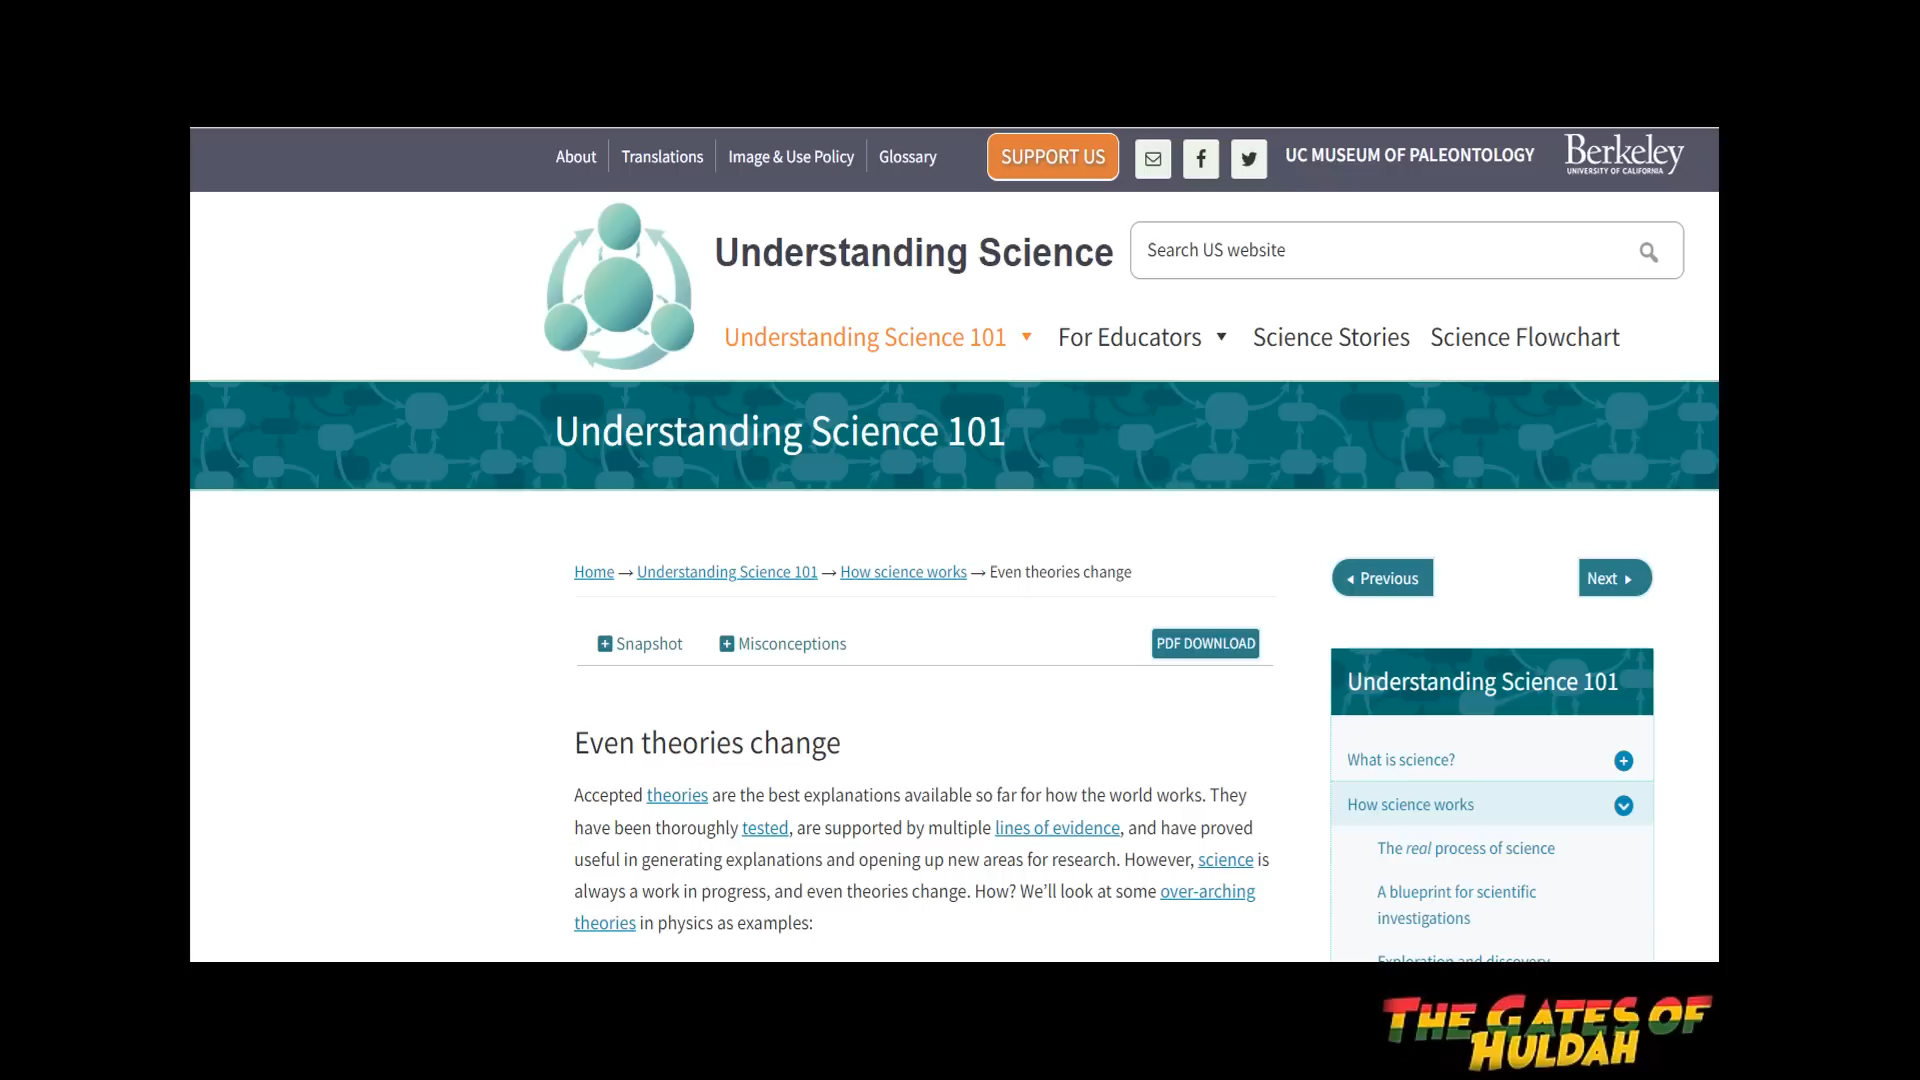 About
Translations
Image & Use Policy
Glossary
SUPPORT US
UC MUSEUM OF PALEONTOLOGY
Berkeley
UNIVERSITY OF CALIFORNIA
Understanding Science
Search US website
Understanding Science 101
For Educators
Science Stories
Science Flowchart
Understanding Science 101
Home → Understanding Science 101 → How science works → Even theories change
Previous
Next
Snapshot
Misconceptions
PDF DOWNLOAD
Even theories change
Accepted theories are the best explanations available so far for how the world works. They
have been thoroughly tested, are supported by multiple lines of evidence, and have proved
useful in generating explanations and opening up new areas for research. However, science is
always a work in progress, and even theories change. How? We’ll look at some over-arching
theories in physics as examples:
Understanding Science 101
What is science?
How science works
The real process of science
A blueprint for scientific
investigations
Exploration and discovery
THE GATES OF
HULDAH